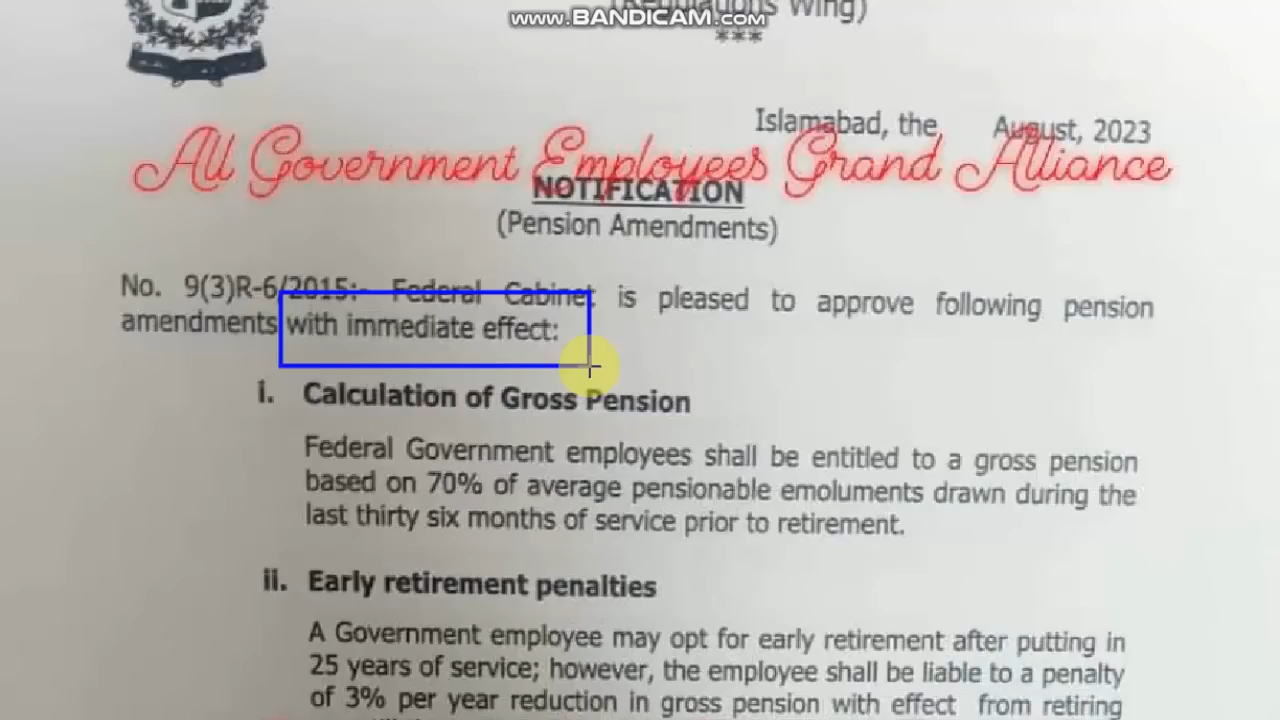 www.BANDICAM.com
(Regulations Wing)
***
Islamabad, the August, 2023
All Government Employees Grand Alliance
NOTIFICATION
(Pension Amendments)
No. 9(3)R-6/2015:- Federal Cabinet is pleased to approve following pension
amendments with immediate effect:
i. Calculation of Gross Pension
Federal Government employees shall be entitled to a gross pension
based on 70% of average pensionable emoluments drawn during the
last thirty six months of service prior to retirement.
ii. Early retirement penalties
A Government employee may opt for early retirement after putting in
25 years of service; however, the employee shall be liable to a penalty
of 3% per year reduction in gross pension with effect from retiring